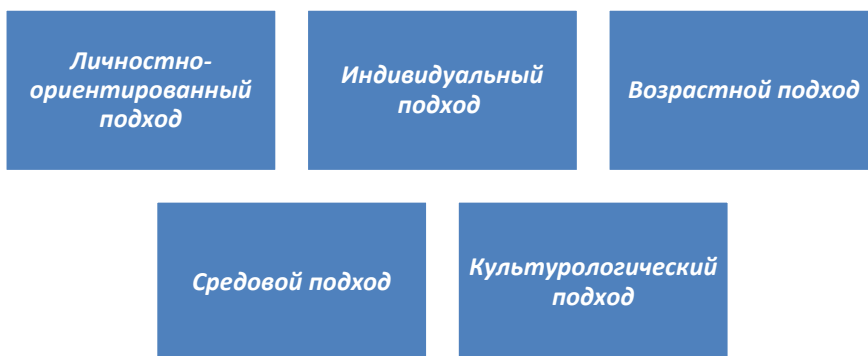 Личностно-
ориентированный
подход
Индивидуальный
подход
Возрастной подход
Средовой подход
Культурологический
подход